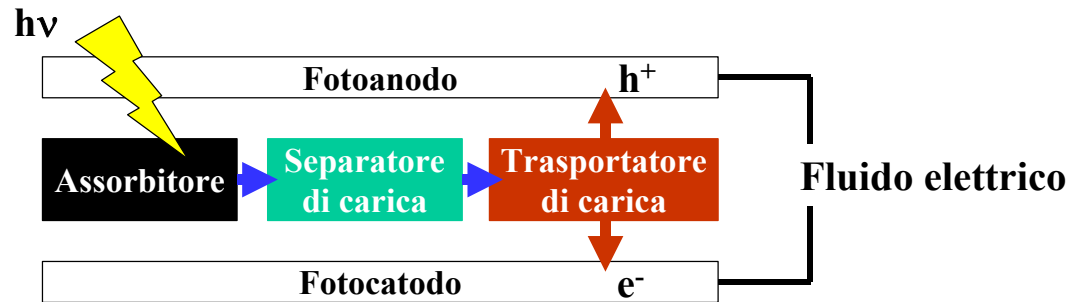 hν
Fotoanodo h⁺
Assorbitore
Separatore
di carica
Trasportatore
di carica
Fluido elettrico
Fotocatodo e⁻